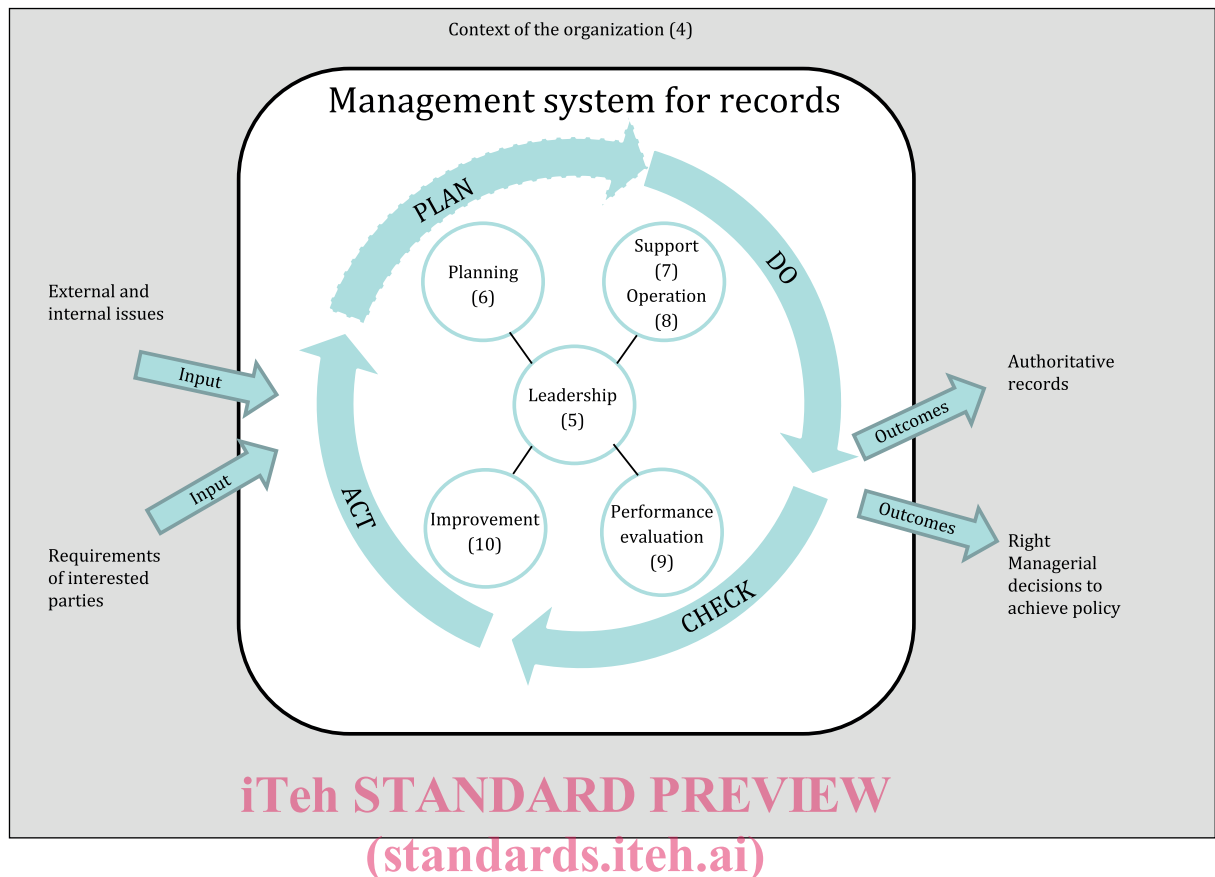 Context of the organization (4)
Management system for records
PLAN
DO
Planning
(6)
Support
(7)
Operation
(8)
External and
internal issues
Input
Leadership
(5)
Authoritative
records
Outcomes
Input
ACT
Improvement
(10)
Performance
evaluation
(9)
Outcomes
Right
Managerial
decisions to
achieve policy
Requirements
of interested
parties
CHECK
iTeh STANDARD PREVIEW
(standards.iteh.ai)